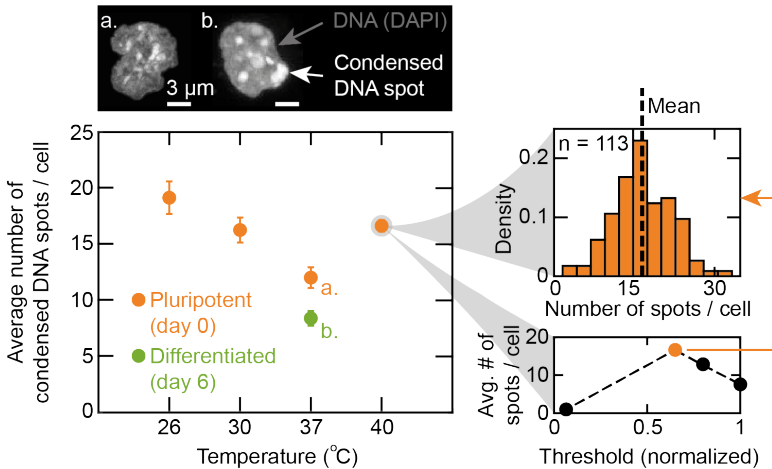 a.
b.
DNA (DAPI)
Condensed
DNA spot
3 µm
Average number of
condensed DNA spots / cell
25
20
15
10
5
0
Pluripotent
(day 0)
Differentiated
(day 6)
a.
b.
26
30
37
40
Temperature (°C)
Mean
n = 113
Density
0.2
0.1
0
0
15
30
Number of spots / cell
Avg. # of
spots / cell
20
10
0
0
0.5
1
Threshold (normalized)